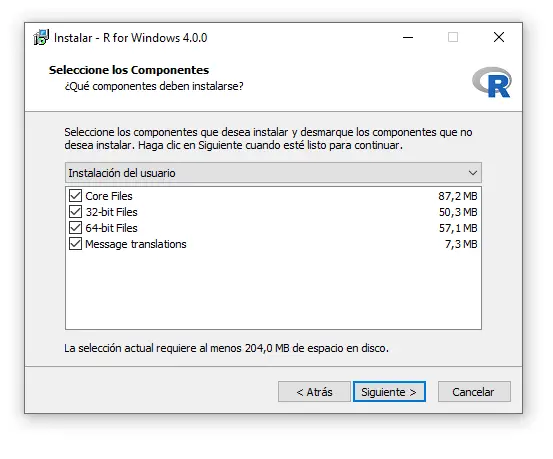 Instalar - R for Windows 4.0.0
Seleccione los Componentes
¿Qué componentes deben instalarse?
R
Seleccione los componentes que desea instalar y desmarque los componentes que no
desea instalar. Haga clic en Siguiente cuando esté listo para continuar.
Instalación del usuario
Core Files 87,2 MB
32-bit Files 50,3 MB
64-bit Files 57,1 MB
Message translations 7,3 MB
La selección actual requiere al menos 204,0 MB de espacio en disco.
< Atrás Siguiente > Cancelar